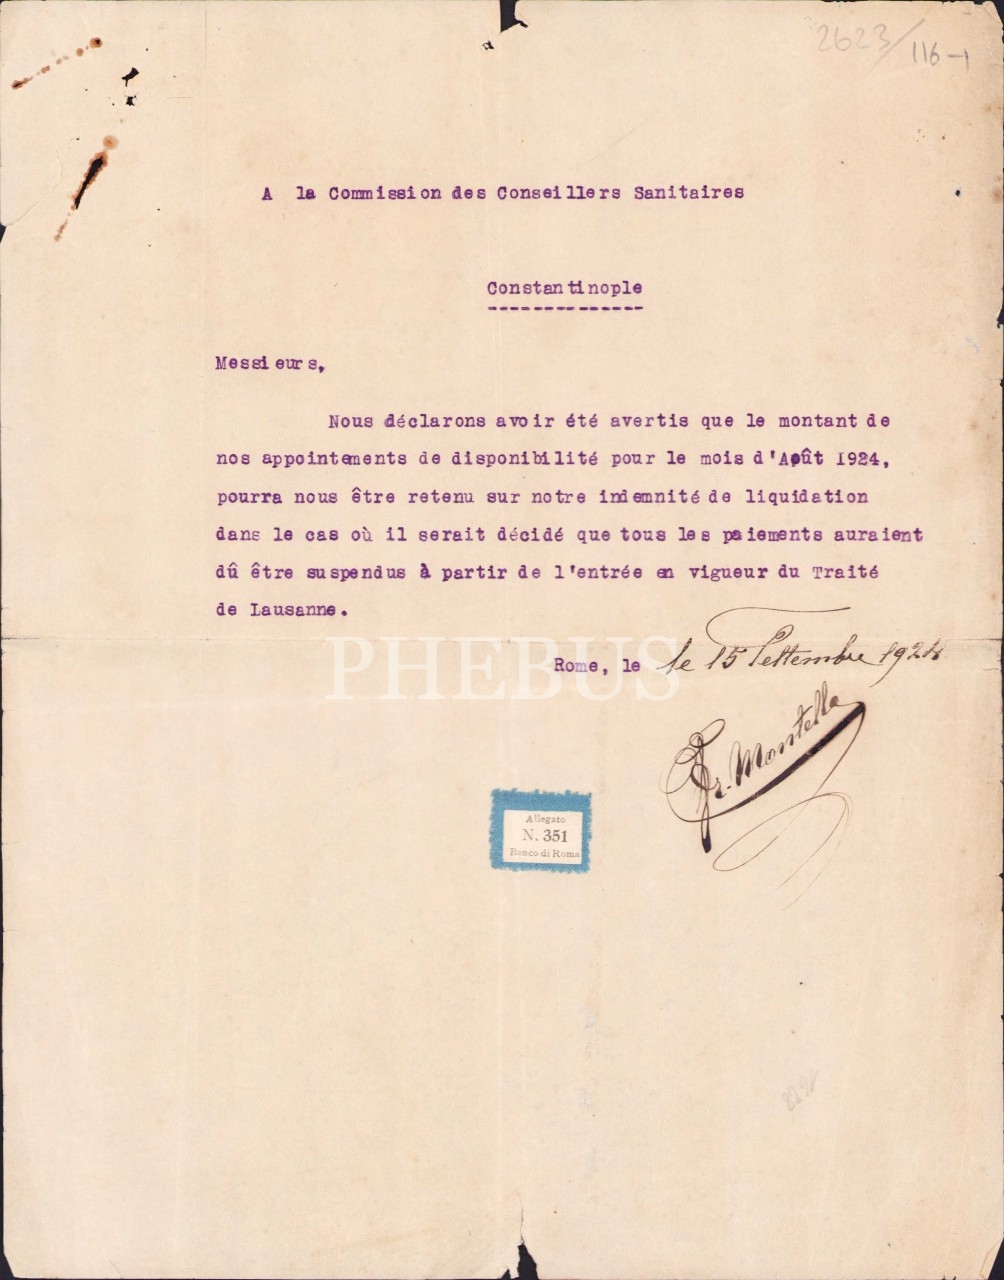 2623/116-1
A la Commission des Conseillers Sanitaires
Constantinople
Messieurs,
Nous déclarons avoir été avertis que le montant de
nos appointements de disponibilité pour le mois d'Août 1924,
pourra nous être retenu sur notre indemnité de liquidation
dans le cas où il serait décidé que tous les paiements auraient
dû être suspendus à partir de l'entrée en vigueur du Traité
de Lausanne.
PHEBUS
Rome, le le 15 Settembre 1924
Fr. Montella
Allegato
N. 351
Banco di Roma